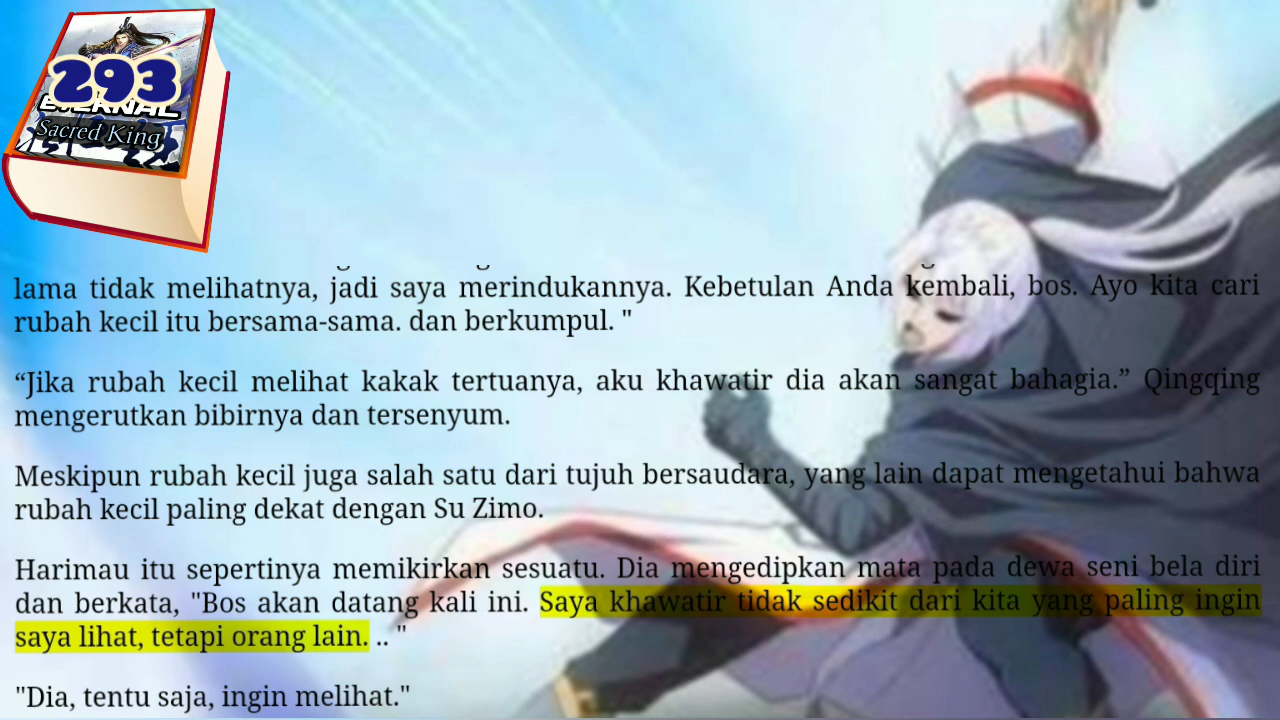 293
ETERNAL
Sacred King
lama tidak melihatnya, jadi saya merindukannya. Kebetulan Anda kembali, bos. Ayo kita cari
rubah kecil itu bersama-sama. dan berkumpul. "
“Jika rubah kecil melihat kakak tertuanya, aku khawatir dia akan sangat bahagia.” Qingqing
mengerutkan bibirnya dan tersenyum.
Meskipun rubah kecil juga salah satu dari tujuh bersaudara, yang lain dapat mengetahui bahwa
rubah kecil paling dekat dengan Su Zimo.
Harimau itu sepertinya memikirkan sesuatu. Dia mengedipkan mata pada dewa seni bela diri
dan berkata, "Bos akan datang kali ini. Saya khawatir tidak sedikit dari kita yang paling ingin
saya lihat, tetapi orang lain. .. "
"Dia, tentu saja, ingin melihat."